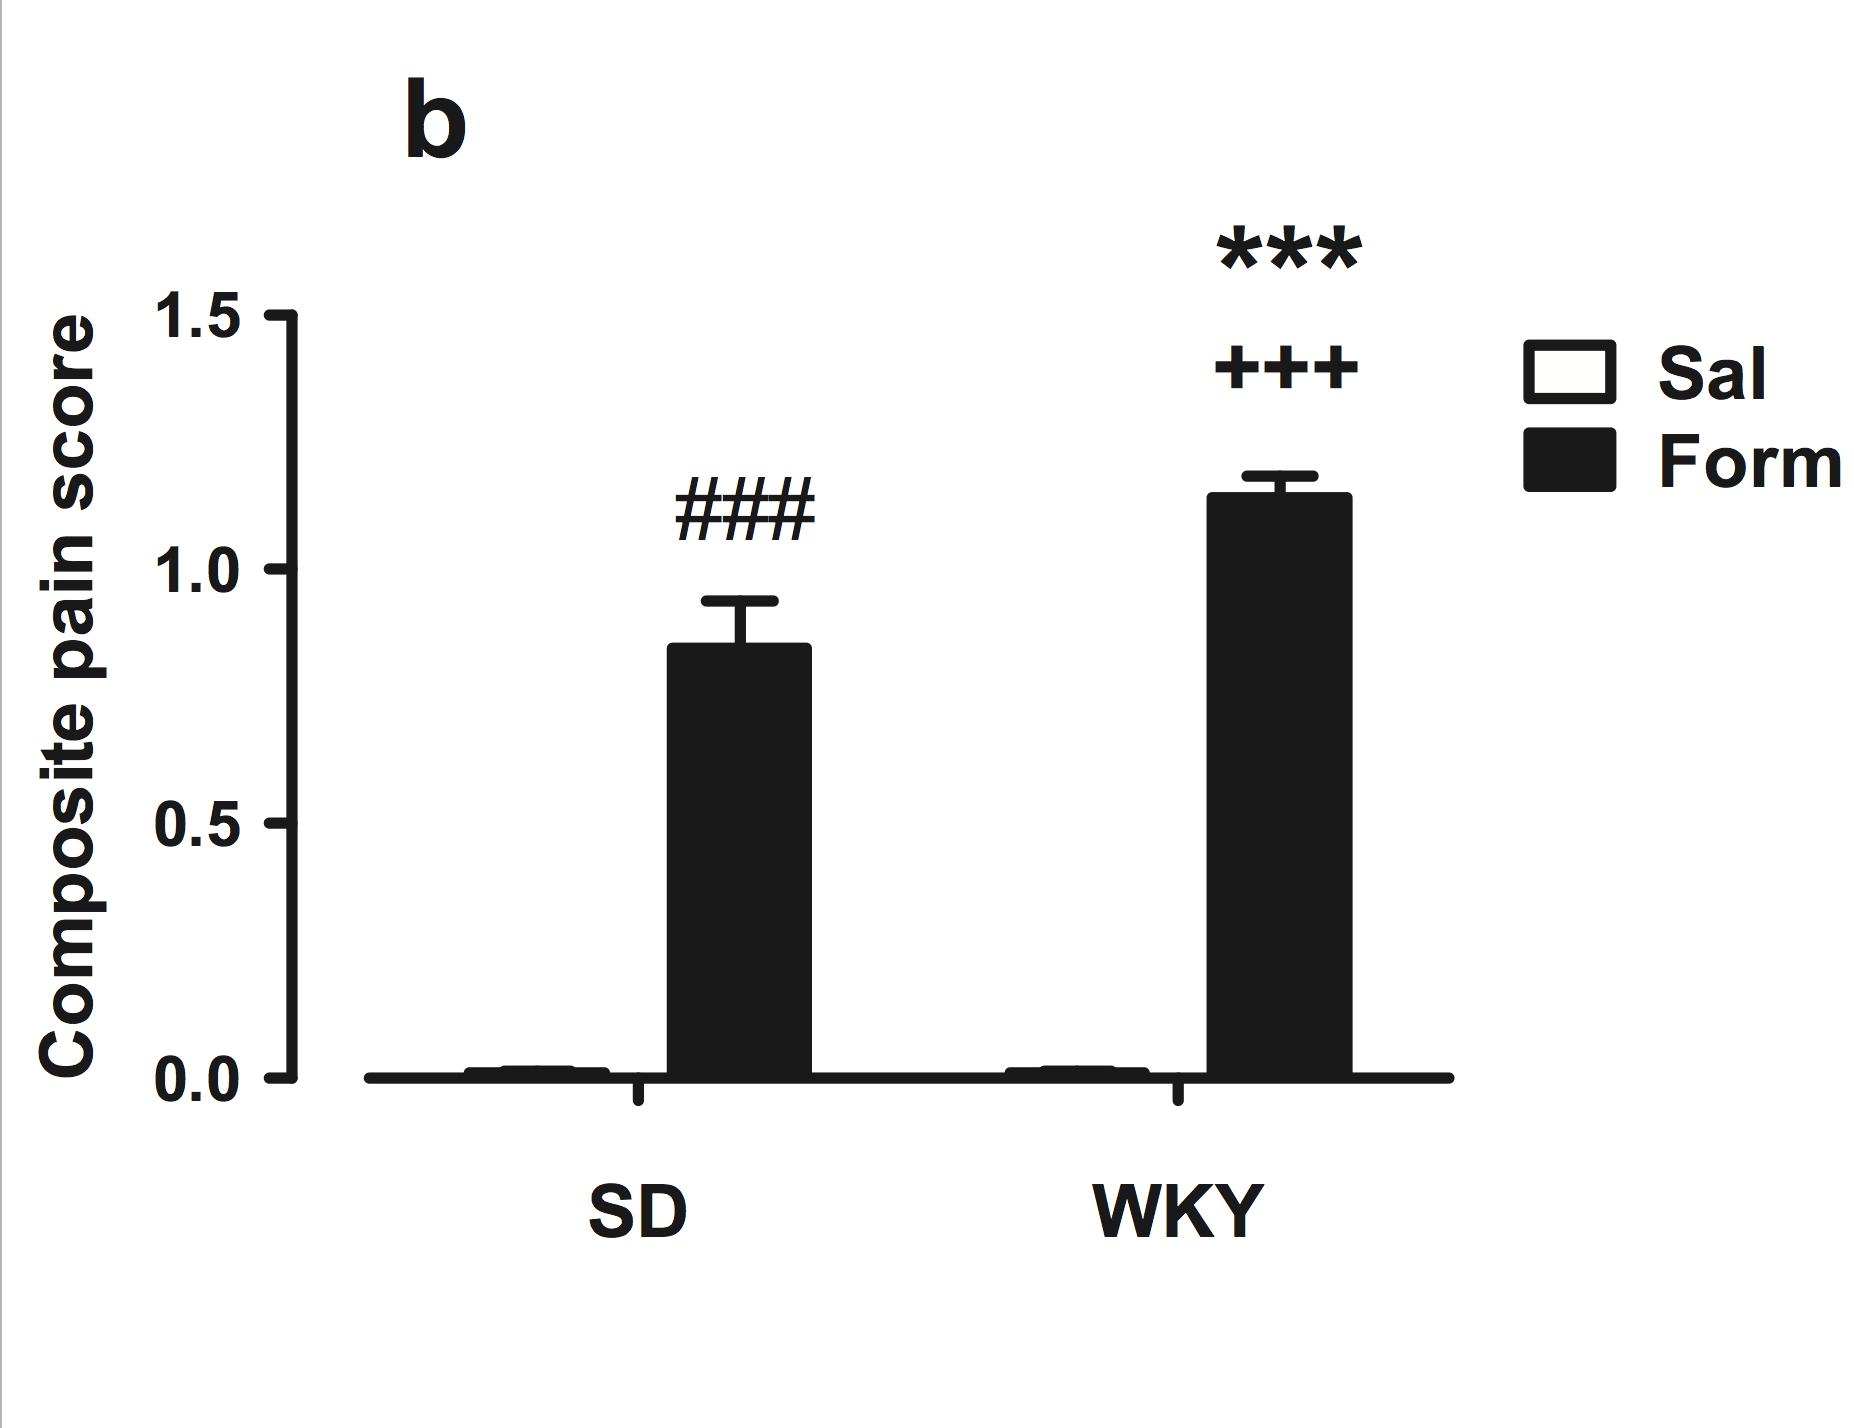 b
***
+++
###
Composite pain score
1.5
1.0
0.5
0.0
Sal
Form
SD
WKY